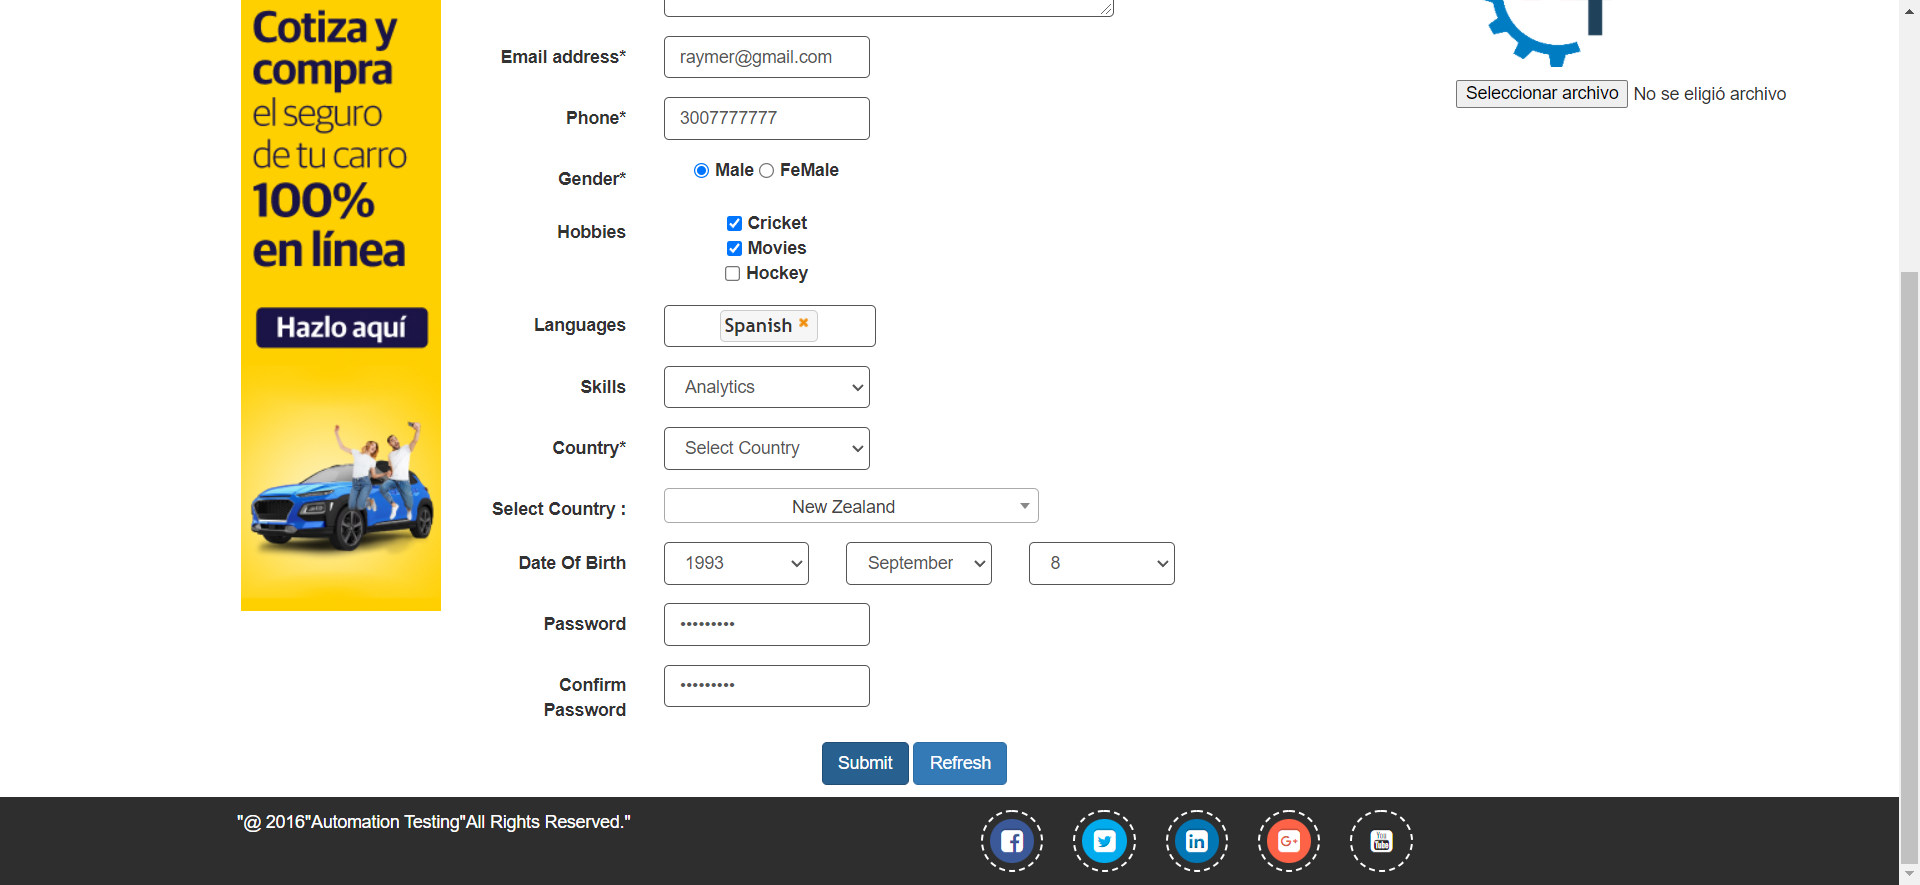 Cotiza y
compra
el seguro
de tu carro
100%
en línea
Hazlo aquí
Email address*
raymer@gmail.com
Phone*
3007777777
Gender*
Male
FeMale
Hobbies
Cricket
Movies
Hockey
Languages
Spanish
Skills
Analytics
Country*
Select Country
Select Country :
New Zealand
Date Of Birth
1993
September
8
Password
•••••••••
Confirm
Password
•••••••••
Submit
Refresh
Seleccionar archivo
No se eligió archivo
"@ 2016"Automation Testing"All Rights Reserved."
f
in
G+
You
Tube